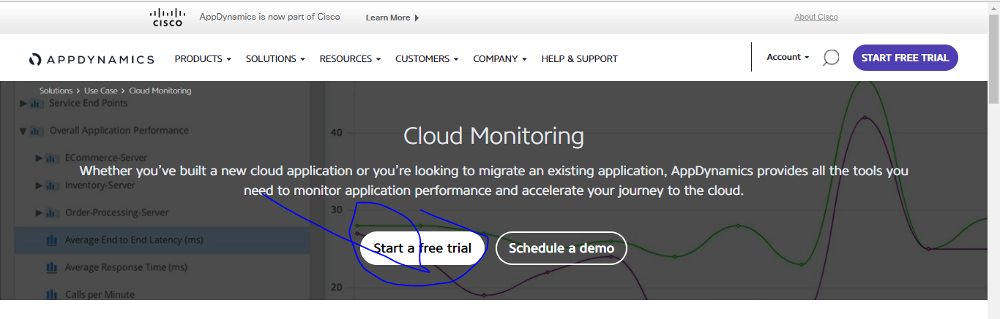 CISCO
AppDynamics is now part of Cisco
Learn More
About Cisco
APPDYNAMICS
PRODUCTS
SOLUTIONS
RESOURCES
CUSTOMERS
COMPANY
HELP & SUPPORT
Account
START FREE TRIAL
Solutions > Use Case > Cloud Monitoring
Service End Points
Overall Application Performance
ECommerce-Server
Inventory-Server
Order-Processing-Server
Average End to End Latency (ms)
Average Response Time (ms)
Calls per Minute
40
30
20
Cloud Monitoring
Whether you've built a new cloud application or you're looking to migrate an existing application, AppDynamics provides all the tools you
need to monitor application performance and accelerate your journey to the cloud.
Start a free trial
Schedule a demo